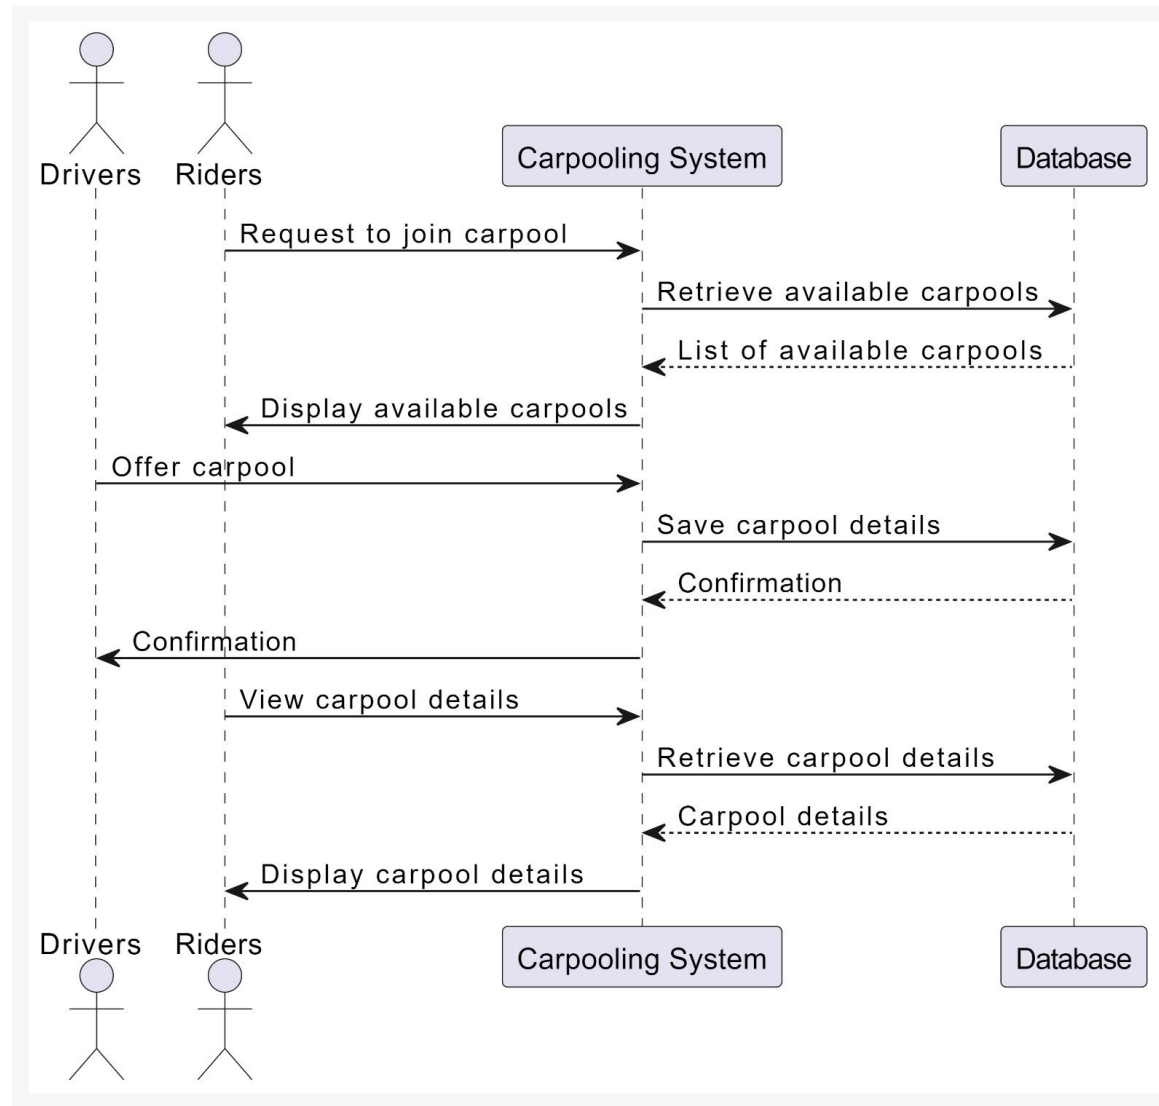 Drivers
Riders
Carpooling System
Database
Request to join carpool
Retrieve available carpools
List of available carpools
Display available carpools
Offer carpool
Save carpool details
Confirmation
Confirmation
View carpool details
Retrieve carpool details
Carpool details
Display carpool details
Drivers
Riders
Carpooling System
Database